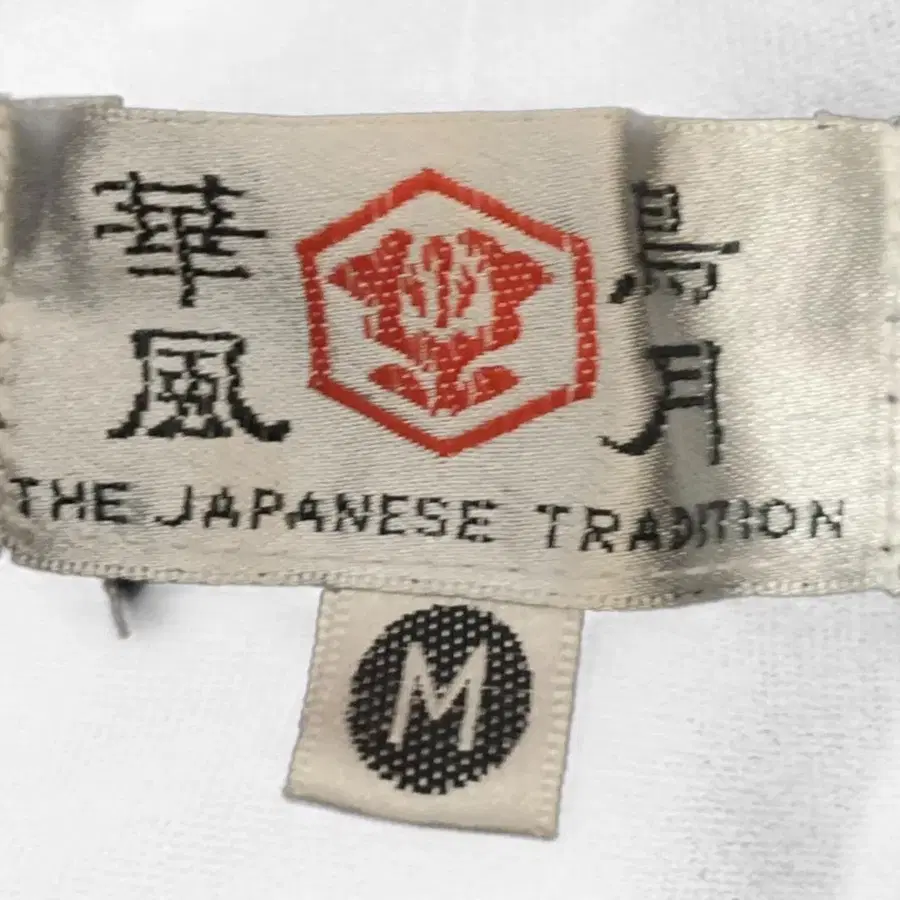 華 鳥
風 月
THE JAPANESE TRADITION
M